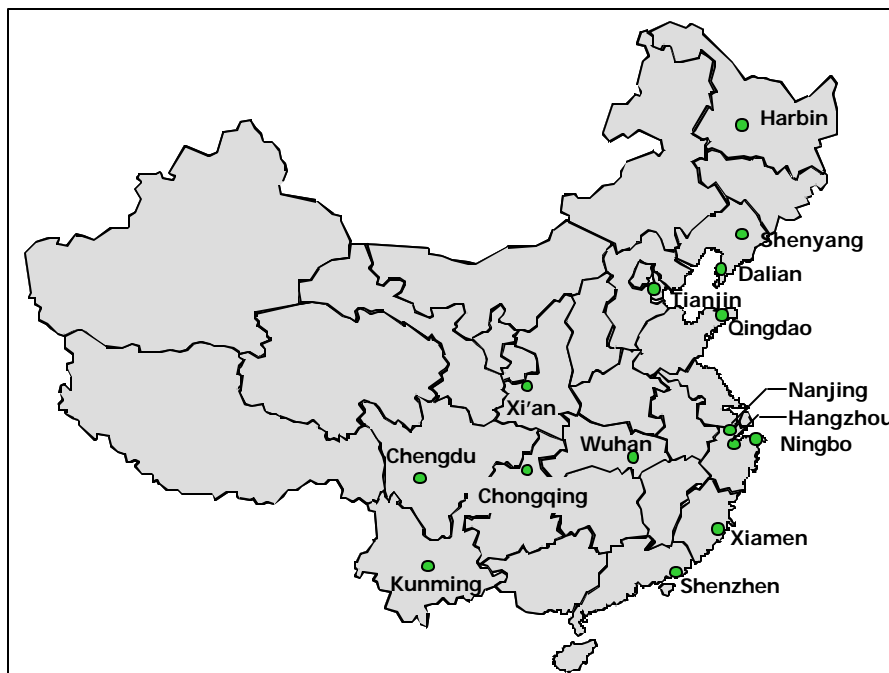 Harbin
Shenyang
Dalian
Tianjin
Qingdao
Nanjing
Xi'an
Hangzhou
Wuhan
Ningbo
Chengdu
Chongqing
Xiamen
Kunming
Shenzhen